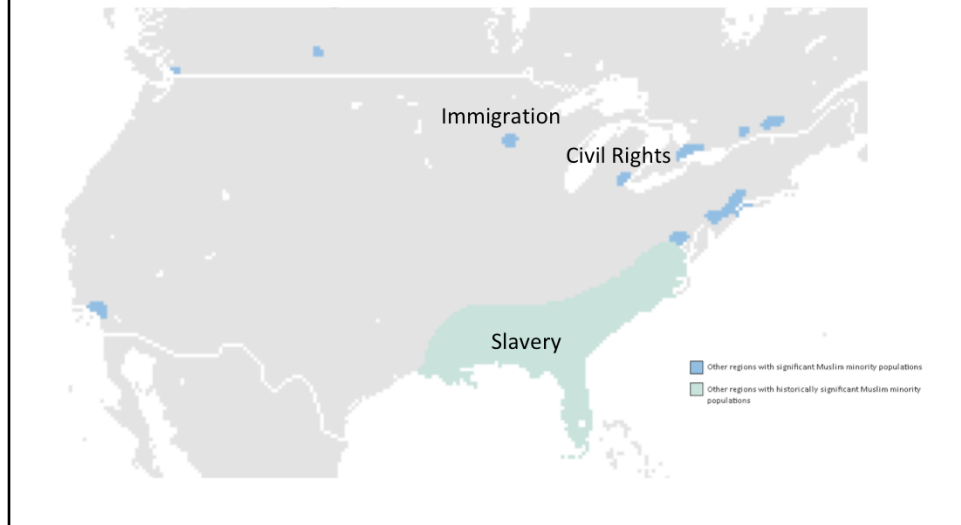 Immigration
Civil Rights
Slavery
Other regions with significant Muslim minority populations
Other regions with historically significant Muslim minority
populations